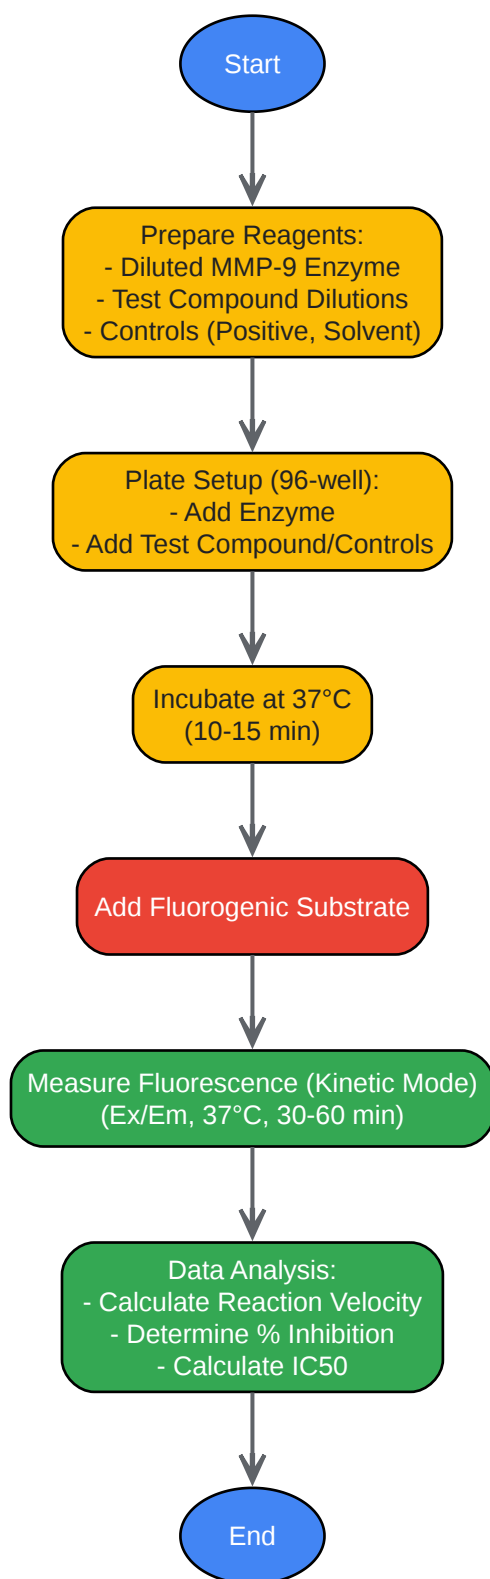 Start
Prepare Reagents:
- Diluted MMP-9 Enzyme
- Test Compound Dilutions
- Controls (Positive, Solvent)
Plate Setup (96-well):
- Add Enzyme
- Add Test Compound/Controls
Incubate at 37°C
(10-15 min)
Add Fluorogenic Substrate
Measure Fluorescence (Kinetic Mode)
(Ex/Em, 37°C, 30-60 min)
Data Analysis:
- Calculate Reaction Velocity
- Determine % Inhibition
- Calculate IC50
End